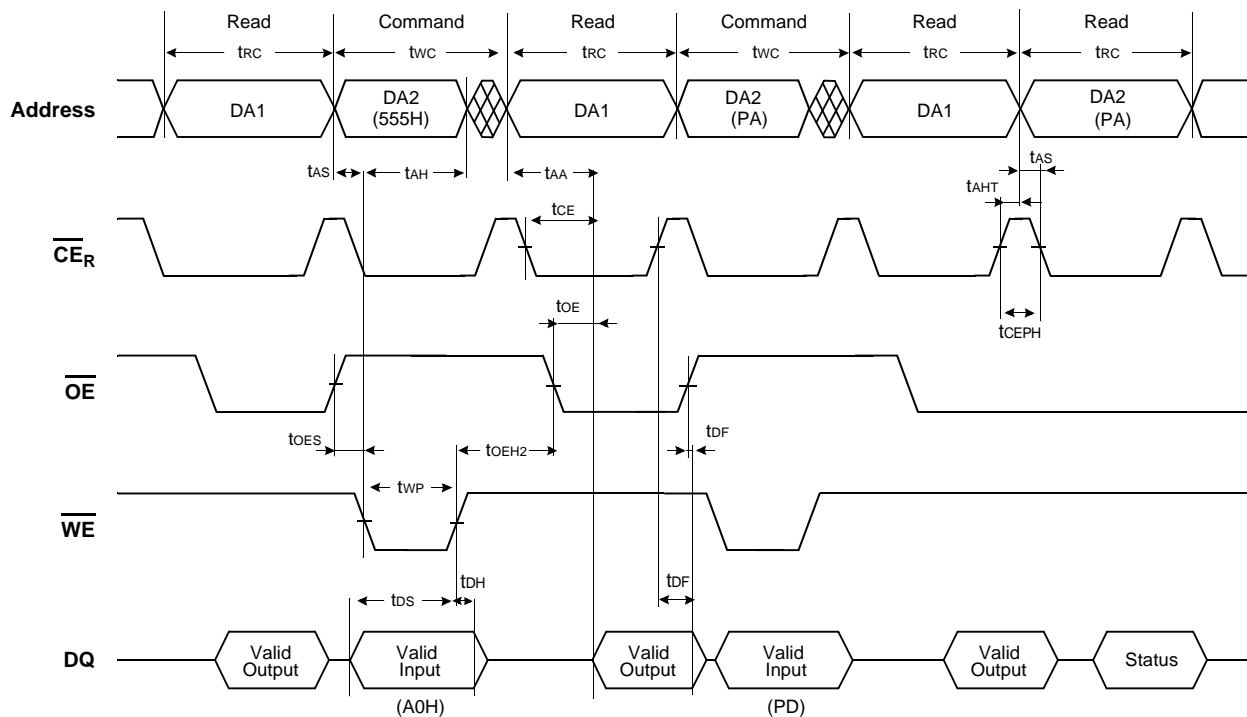 Read Command Read Command Read Read
tRC tWC tRC tWC tRC tRC
Address DA1 DA2 DA1 DA2 DA1 DA2
(555H) (PA) (PA)
tAS tAH tAA tAS
tAHT
tCE
CER
tOE tCEPH
OE
tOES tOEH2 tDF
tWP
WE
tDH tDF
tDS
DQ Valid Valid Valid Valid Valid Status
Output Input Output Input Output
(A0H) (PD)